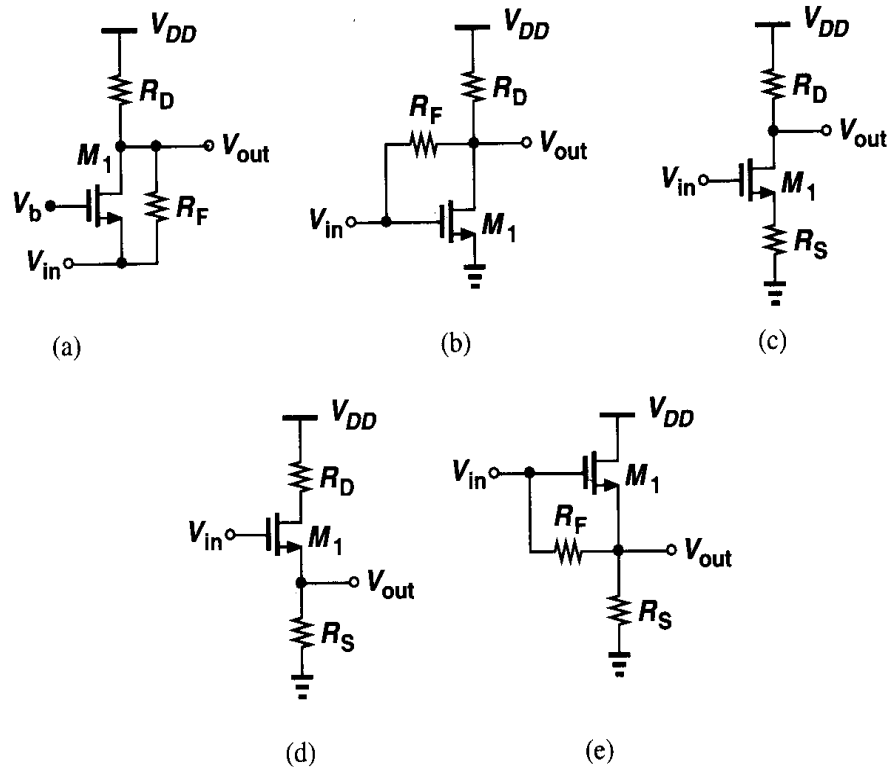 V_DD
R_D
V_out
M_1
V_b
R_F
V_in
(a)
V_DD
R_D
R_F
V_out
V_in
M_1
(b)
V_DD
R_D
V_out
V_in
M_1
R_S
(c)
V_DD
R_D
V_in
M_1
V_out
R_S
(d)
V_DD
V_in
M_1
R_F
V_out
R_S
(e)